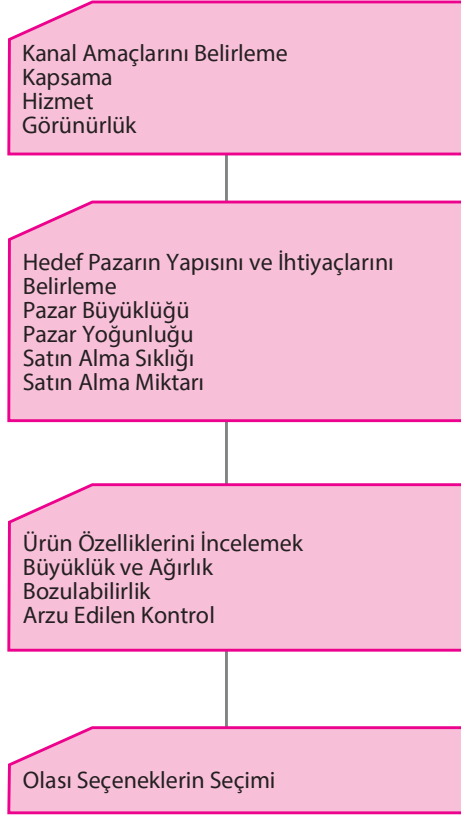 Kanal Amaçlarını Belirleme
Kapsama
Hizmet
Görünürlük
Hedef Pazarın Yapısını ve İhtiyaçlarını
Belirleme
Pazar Büyüklüğü
Pazar Yoğunluğu
Satın Alma Sıklığı
Satın Alma Miktarı
Ürün Özelliklerini İncelemek
Büyüklük ve Ağırlık
Bozulabilirlik
Arzu Edilen Kontrol
Olası Seçeneklerin Seçimi